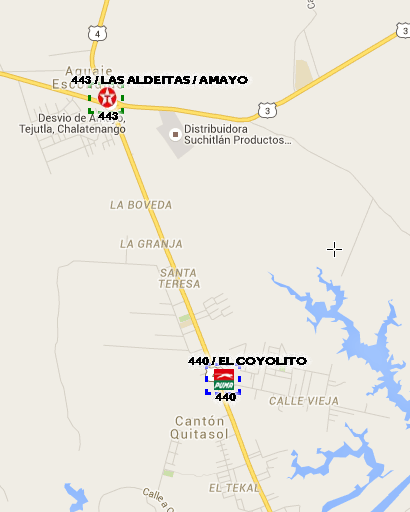 3
4
443 / LAS ALDEITAS / AMAYO
Aguaje
T
443
3
Desvio de
Tejutla, Chalatenango
Distribuidora
Suchitlán Productos...
LA BOVEDA
LA GRANJA
SANTA
TERESA
440 / EL COYOLITO
PUMA
440
CALLE VIEJA
Cantón
Quitasol
EL TEKAL
Calle a
4